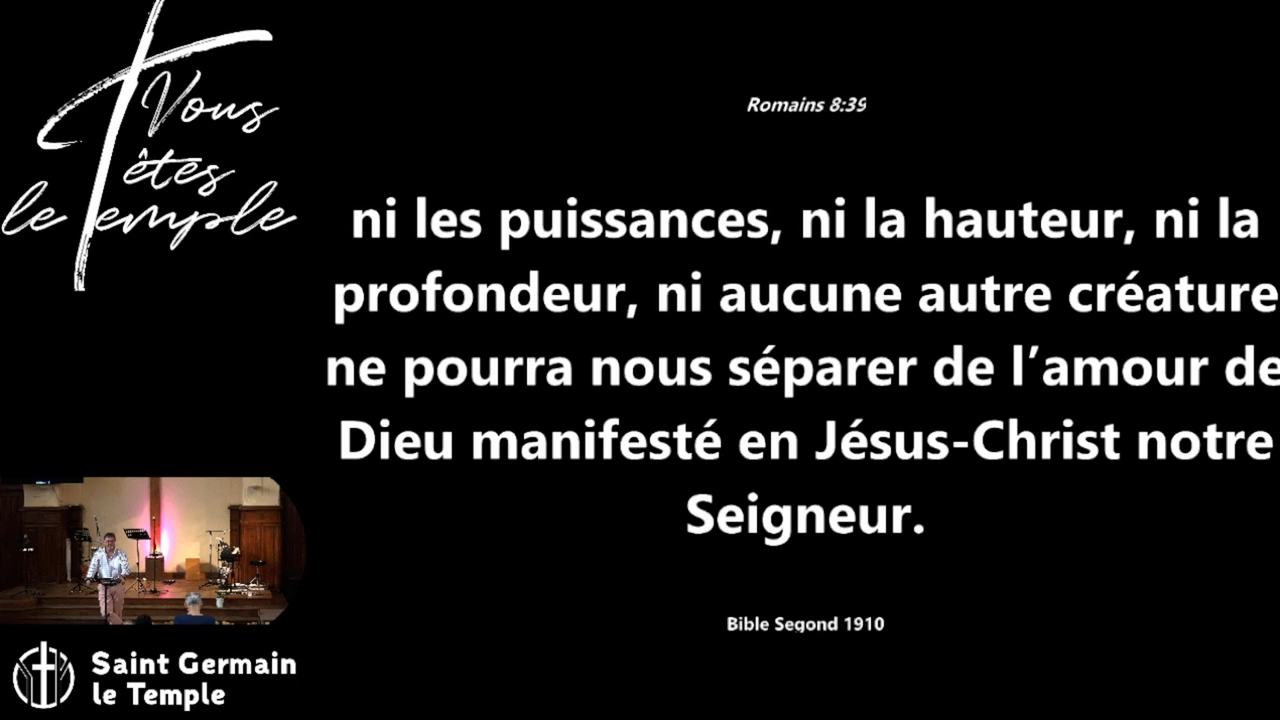 Vous
êtes
le Temple
Romains 8:39
ni les puissances, ni la hauteur, ni la
profondeur, ni aucune autre créature
ne pourra nous séparer de l’amour de
Dieu manifesté en Jésus-Christ notre
Seigneur.
Bible Segond 1910
Saint Germain
le Temple